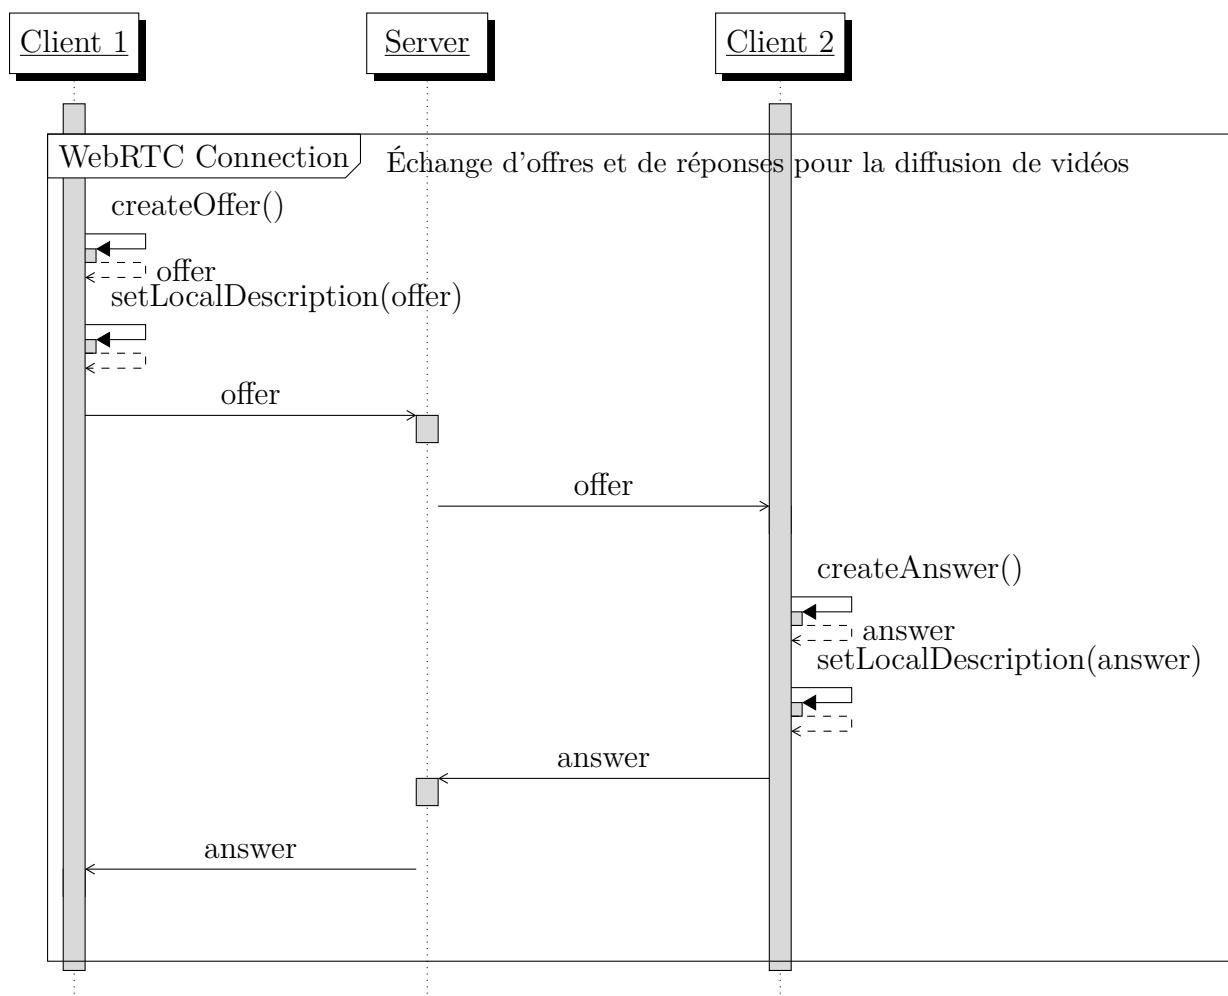 Client 1
Server
Client 2
WebRTC Connection
Échange d'offres et de réponses pour la diffusion de vidéos
createOffer()
offer
setLocalDescription(offer)
offer
offer
createAnswer()
answer
setLocalDescription(answer)
answer
answer